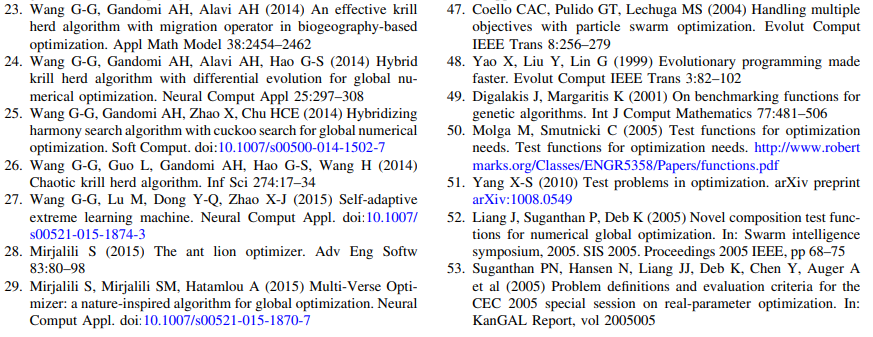 23. Wang G-G, Gandomi AH, Alavi AH (2014) An effective krill
herd algorithm with migration operator in biogeography-based
optimization. Appl Math Model 38:2454–2462
24. Wang G-G, Gandomi AH, Alavi AH, Hao G-S (2014) Hybrid
krill herd algorithm with differential evolution for global nu-
merical optimization. Neural Comput Appl 25:297–308
25. Wang G-G, Gandomi AH, Zhao X, Chu HCE (2014) Hybridizing
harmony search algorithm with cuckoo search for global numerical
optimization. Soft Comput. doi:10.1007/s00500-014-1502-7
26. Wang G-G, Guo L, Gandomi AH, Hao G-S, Wang H (2014)
Chaotic krill herd algorithm. Inf Sci 274:17–34
27. Wang G-G, Lu M, Dong Y-Q, Zhao X-J (2015) Self-adaptive
extreme learning machine. Neural Comput Appl. doi:10.1007/
s00521-015-1874-3
28. Mirjalili S (2015) The ant lion optimizer. Adv Eng Softw
83:80–98
29. Mirjalili S, Mirjalili SM, Hatamlou A (2015) Multi-Verse Opti-
mizer: a nature-inspired algorithm for global optimization. Neural
Comput Appl. doi:10.1007/s00521-015-1870-7
47. Coello CAC, Pulido GT, Lechuga MS (2004) Handling multiple
objectives with particle swarm optimization. Evolut Comput
IEEE Trans 8:256–279
48. Yao X, Liu Y, Lin G (1999) Evolutionary programming made
faster. Evolut Comput IEEE Trans 3:82–102
49. Digalakis J, Margaritis K (2001) On benchmarking functions for
genetic algorithms. Int J Comput Mathematics 77:481–506
50. Molga M, Smutnicki C (2005) Test functions for optimization
needs. Test functions for optimization needs. http://www.robert
marks.org/Classes/ENGR5358/Papers/functions.pdf
51. Yang X-S (2010) Test problems in optimization. arXiv preprint
arXiv:1008.0549
52. Liang J, Suganthan P, Deb K (2005) Novel composition test func-
tions for numerical global optimization. In: Swarm intelligence
symposium, 2005. SIS 2005. Proceedings 2005 IEEE, pp 68–75
53. Suganthan PN, Hansen N, Liang JJ, Deb K, Chen Y, Auger A
et al (2005) Problem definitions and evaluation criteria for the
CEC 2005 special session on real-parameter optimization. In:
KanGAL Report, vol 2005005